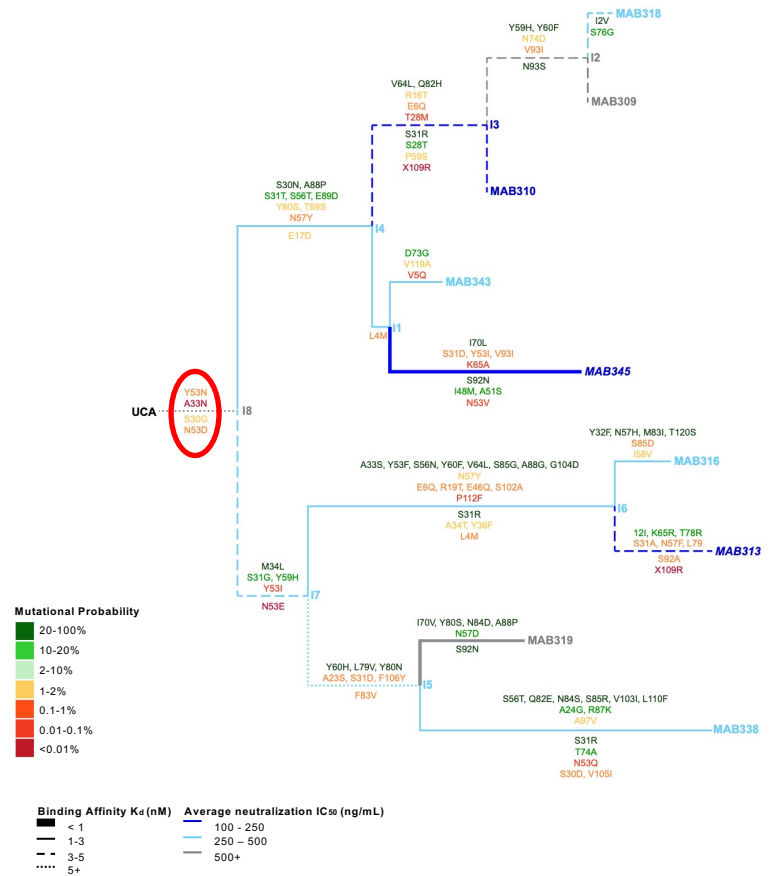 I2V
MAB318
S76G
Y59H, Y60F
N74D
V93I
I2
N93S
MAB309
V64L, Q82H
R16T
E6Q
T28M
I3
S31R
S28T
P59S
X109R
MAB310
S30N, A88P
S31T, S56T, E89D
Y60S, T69S
N57Y
I4
E17D
D73G
V119A
V5Q
MAB343
L4M
I1
I70L
S31D, Y53I, V93I
K65A
MAB345
S92N
I48M, A51S
N53V
Y53N
A33N
UCA
I8
S30G
N53D
Y32F, N57H, M83I, T120S
S85D
I58V
MAB316
A33S, Y53F, S56N, Y60F, V64L, S85G, A88G, G104D
N57Y
E6Q, R19T, E46Q, S102A
P112F
I6
S31R
A34T, Y36F
L4M
12I, K65R, T78R
S31A, N57F, L79
MAB313
S92A
X109R
M34L
S31G, Y59H
Y53I
I7
N53E
I70V, Y80S, N84D, A88P
N57D
MAB319
S92N
Y60H, L79V, Y80N
A23S, S31D, F106Y
I5
F83V
S56T, Q82E, N84S, S85R, V103I, L110F
A24G, R87K
A97V
MAB338
S31R
T74A
N53Q
S30D, V105I
Mutational Probability
20-100%
10-20%
2-10%
1-2%
0.1-1%
0.01-0.1%
<0.01%
Binding Affinity Kd (nM)
< 1
1-3
3-5
5+
Average neutralization IC50 (ng/mL)
100 - 250
250 – 500
500+